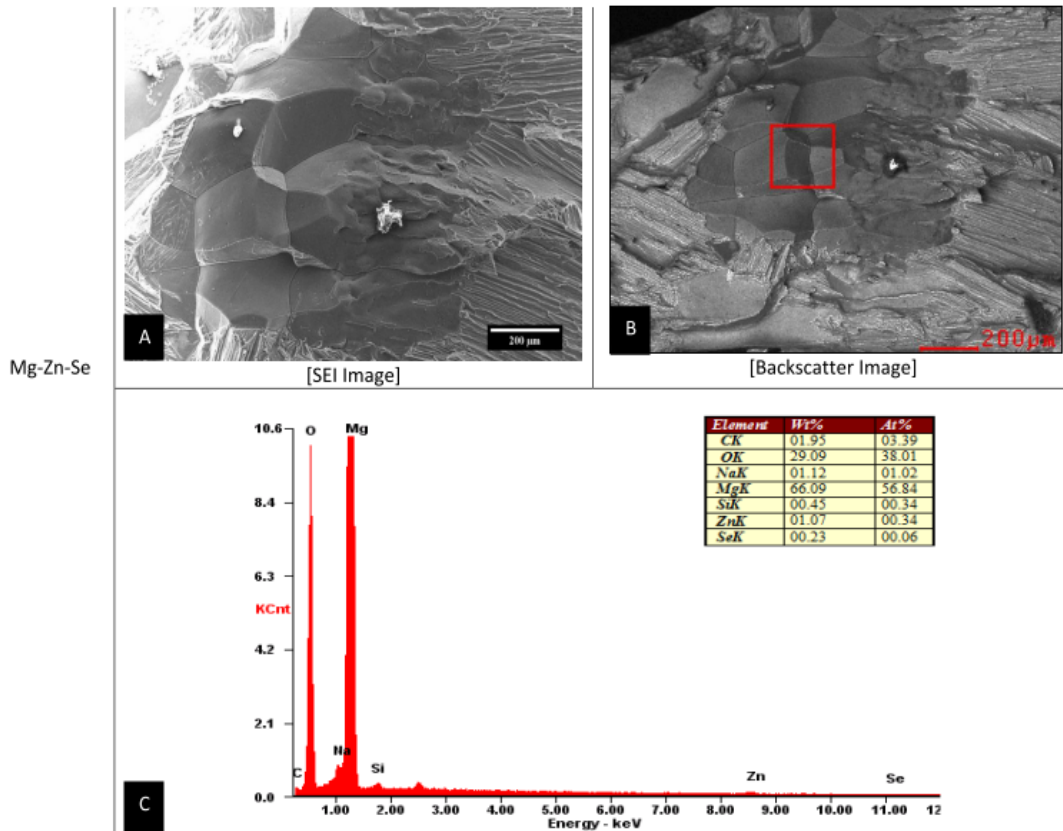 Mg-Zn-Se
A
200 µm
[SEI Image]
B
200µm
[Backscatter Image]
Element Wt% At%
CK 01.95 03.39
OK 29.09 38.01
NaK 01.12 01.02
MgK 66.09 56.84
SiK 00.45 00.34
ZnK 01.07 00.34
SeK 00.23 00.06
10.6
8.4
6.3
KCnt
4.2
2.1
0.0
O
Mg
C
Na
Si
Zn
Se
1.00 2.00 3.00 4.00 5.00 6.00 7.00 8.00 9.00 10.00 11.00 12
Energy - keV
C